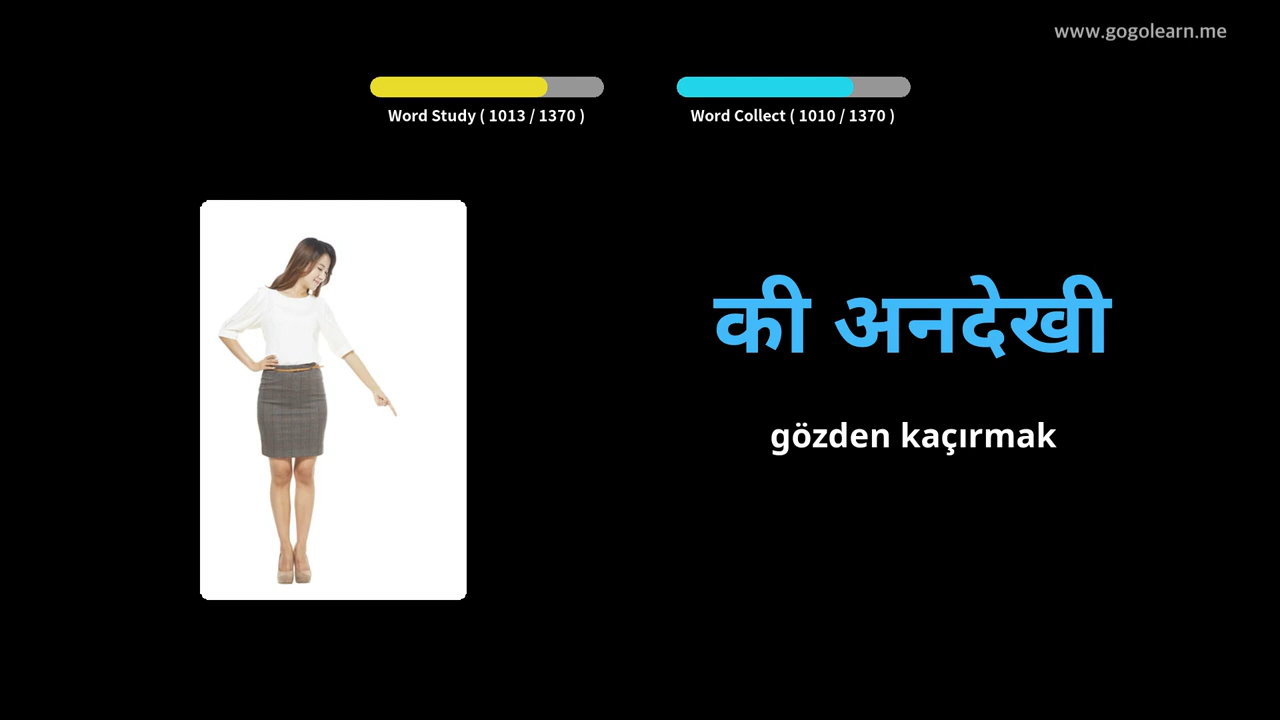 www.gogolearn.me
Word Study ( 1013 / 1370 )
Word Collect ( 1010 / 1370 )
की अनदेखी
gözden kaçırmak